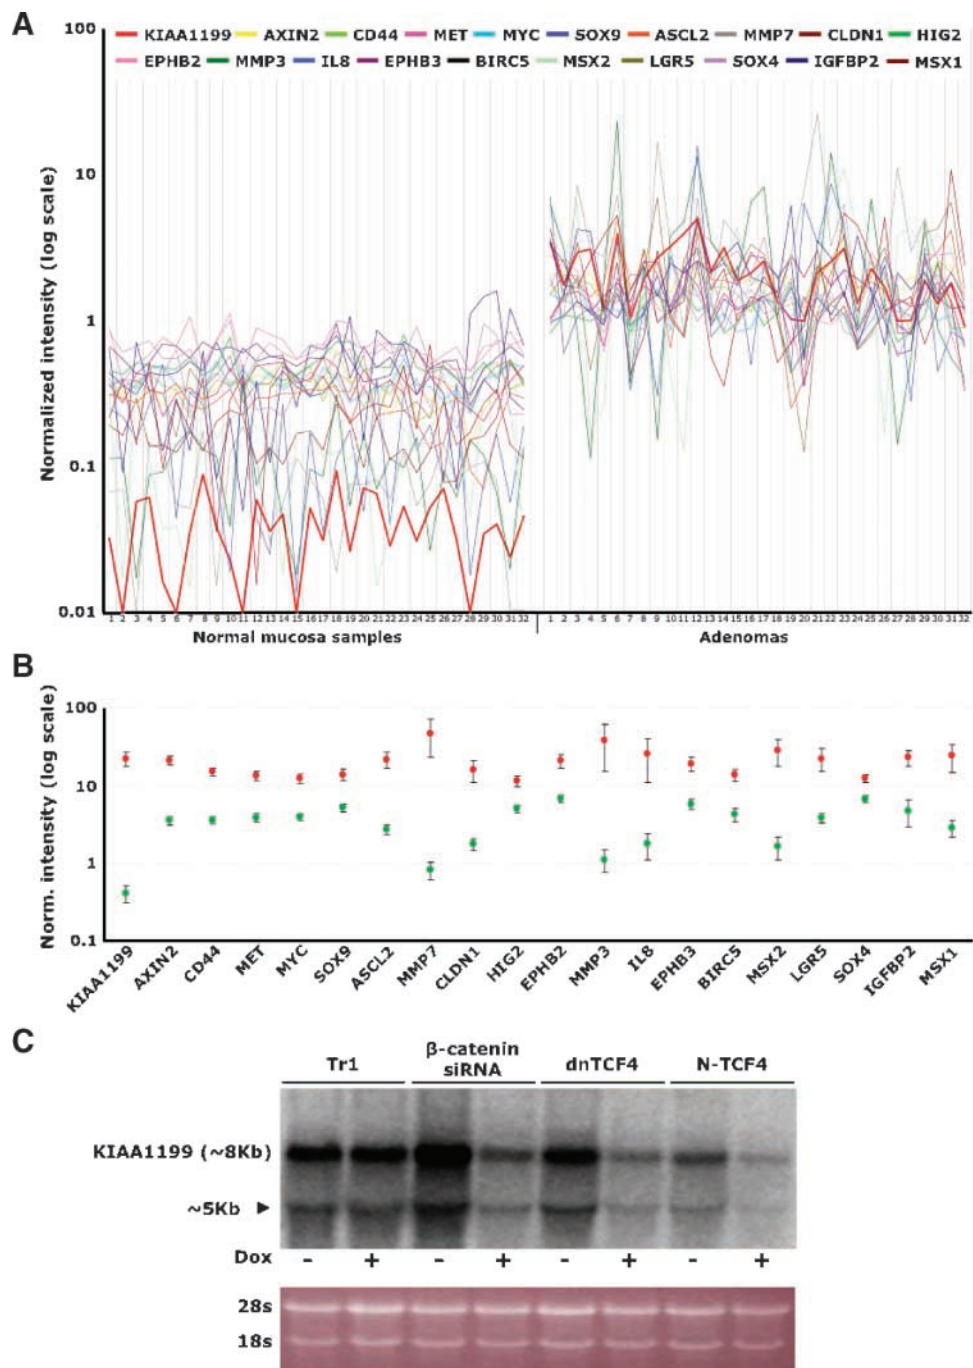 A
100
KIAA1199 AXIN2 CD44 MET MYC SOX9 ASCL2 MMP7 CLDN1 HIG2
EPHB2 MMP3 IL8 EPHB3 BIRC5 MSX2 LGR5 SOX4 IGFBP2 MSX1
10
1
0.1
0.01
Normalized intensity (log scale)
1 2 3 4 5 6 7 8 9 10 11 12 13 14 15 16 17 18 19 20 21 22 23 24 25 26 27 28 29 30 31 32
1 2 3 4 5 6 7 8 9 10 11 12 13 14 15 16 17 18 19 20 21 22 23 24 25 26 27 28 29 30 31 32
Normal mucosa samples
Adenomas
B
100
10
1
0.1
Norm. intensity (log scale)
KIAA1199 AXIN2 CD44 MET MYC SOX9 ASCL2 MMP7 CLDN1 HIG2 EPHB2 MMP3 IL8 EPHB3 BIRC5 MSX2 LGR5 SOX4 IGFBP2 MSX1
C
Tr1
β-catenin
siRNA
dnTCF4
N-TCF4
KIAA1199 (~8Kb)
~5Kb ►
Dox - + - + - + - +
28s
18s